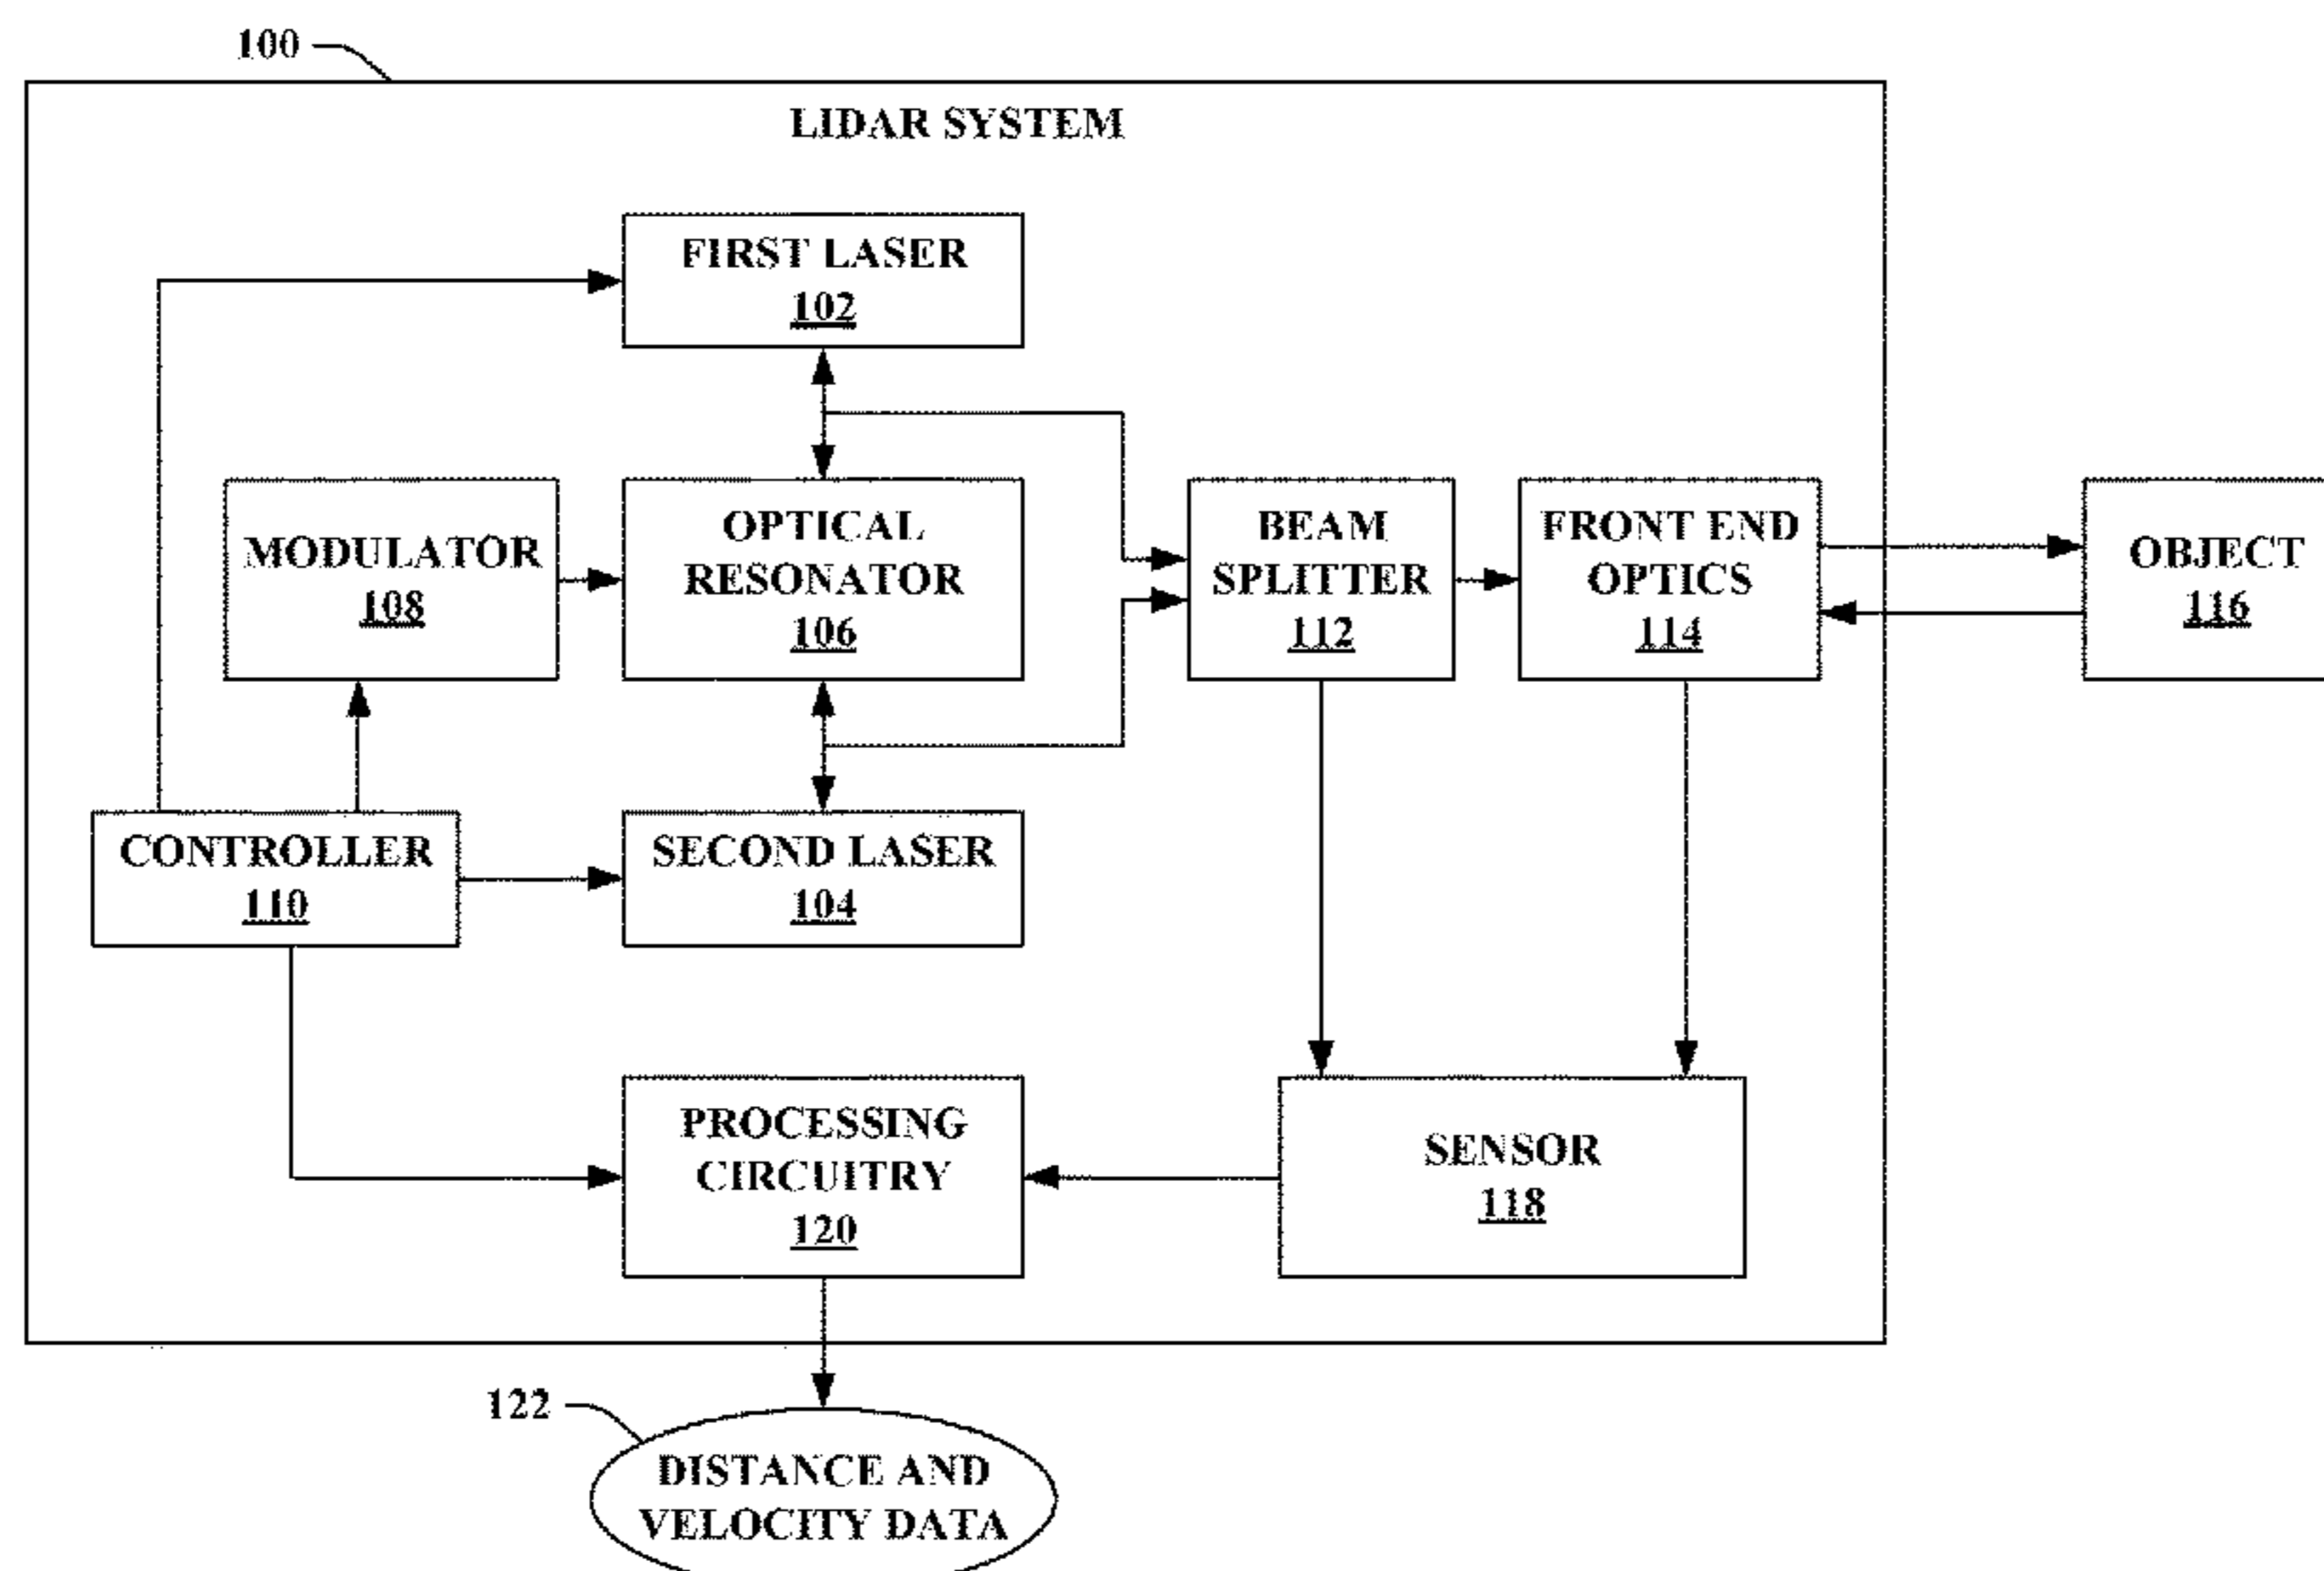 100
LIDAR SYSTEM
FIRST LASER
102
MODULATOR
108
OPTICAL
RESONATOR
106
BEAM
SPLITTER
112
FRONT END
OPTICS
114
OBJECT
116
CONTROLLER
110
SECOND LASER
104
PROCESSING
CIRCUITRY
120
SENSOR
118
122
DISTANCE AND
VELOCITY DATA